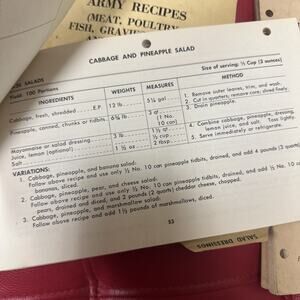 ARMY RECIPES
(MEAT, POULTRY,
FISH, GRAVIES
CABBAGE AND PINEAPPLE SALAD
SALADS
Yield: 100 Portions
Size of serving: ½ Cup (3 ounces)
INGREDIENTS WEIGHTS MEASURES METHOD
Cabbage, fresh, shredded E.P. 12 lb. 5¼ gal. 1. Remove outer leaves, trim, and wash.
2. Cut in quarters; remove core; shred finely.
Pineapple, canned, chunks or tidbits 6¾ lb. (1 No. 10 can) 3. Drain pineapple.
Mayonnaise or salad dressing 3 lb. 1½ qt. 4. Combine cabbage, pineapple, dressing,
Juice, lemon (optional) ½ cup lemon juice, and salt. Toss lightly.
Salt 1½ oz. 2 tbsp. 5. Serve immediately or refrigerate.
VARIATIONS:
1. Cabbage, pineapple, and banana salad:
Follow above recipe and use only ½ No. 10 can pineapple tidbits, drained, and add 4 pounds (3 quarts)
bananas, sliced.
2. Cabbage, pineapple, pear, and cheese salad:
Follow above recipe and use only ½ No. 10 can pineapple tidbits, drained, and add ½ No. 10 can
pears, drained and diced, and 2 pounds (2 quarts) cheddar cheese, chopped.
3. Cabbage, pineapple, and marshmallow salad:
Follow above recipe and add 1½ pounds of marshmallows, diced.
53
SALAD DRESSINGS